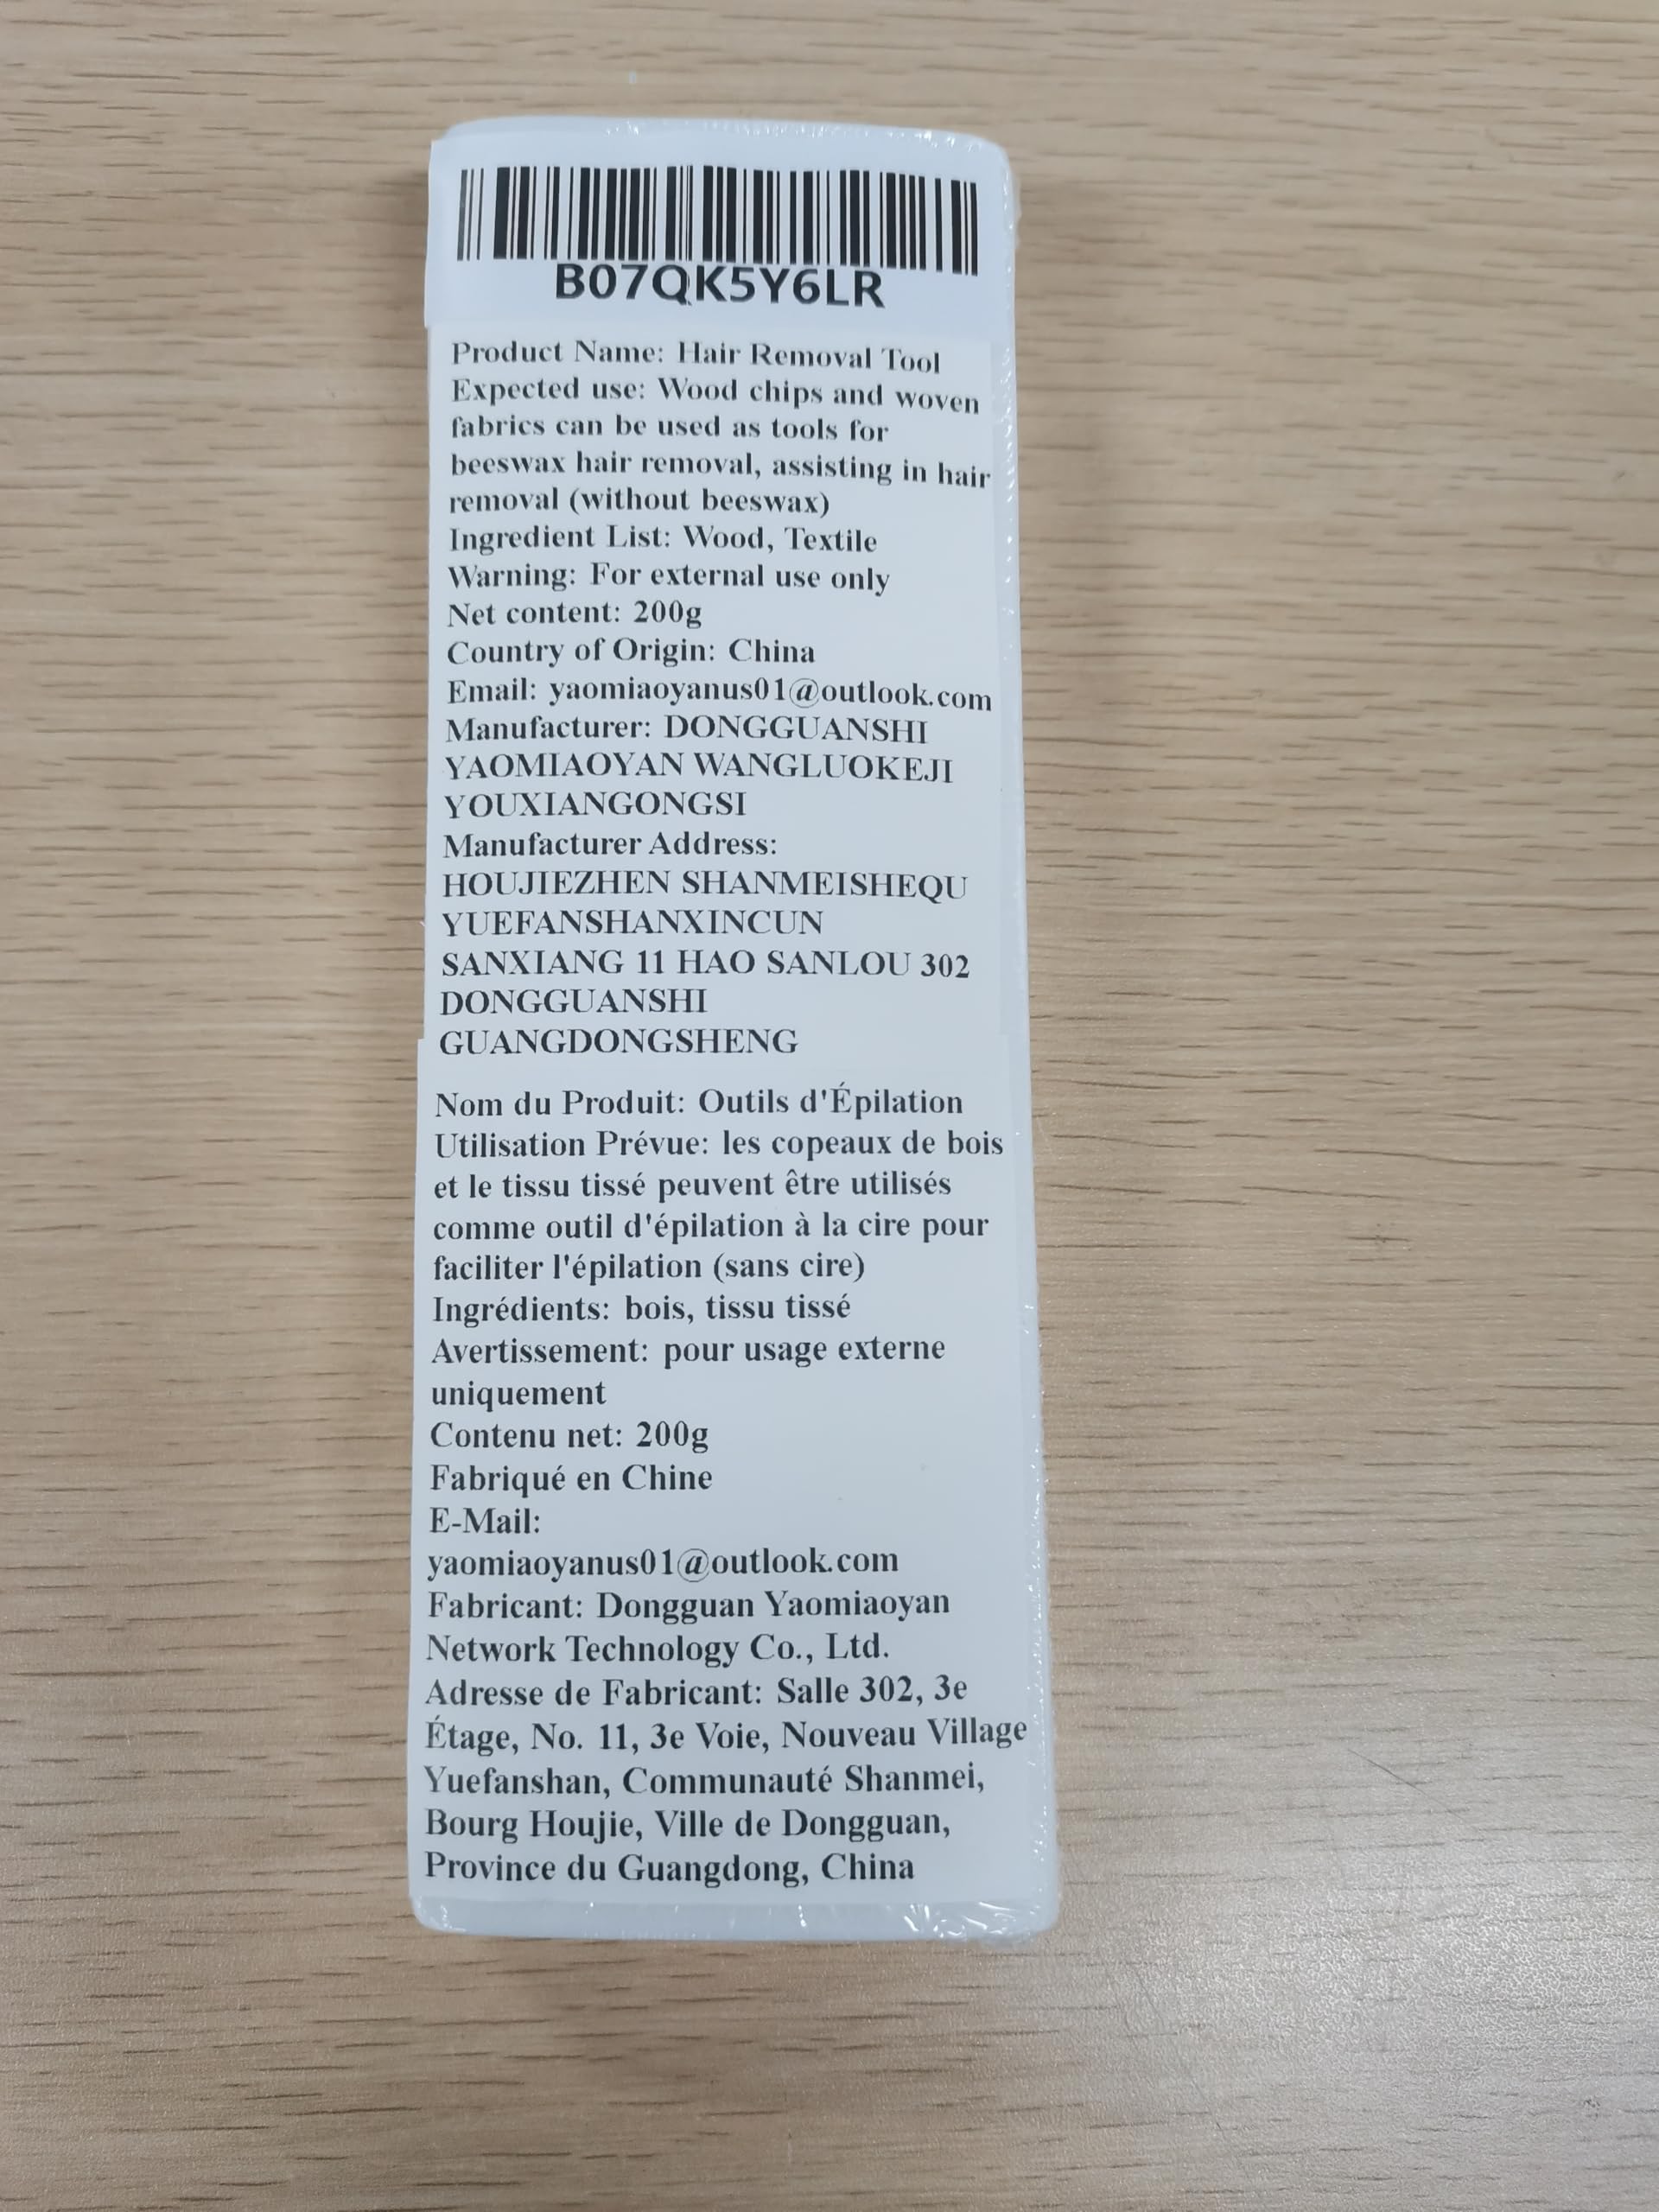 B07QK5Y6LR
Product Name: Hair Removal Tool
Expected use: Wood chips and woven
fabrics can be used as tools for
beeswax hair removal, assisting in hair
removal (without beeswax)
Ingredient List: Wood, Textile
Warning: For external use only
Net content: 200g
Country of Origin: China
Email: yaomiaoyanus01@outlook.com
Manufacturer: DONGGUANSHI
YAOMIAOYAN WANGLUOKEJI
YOUXIANGONGSI
Manufacturer Address:
HOUJIEZHEN SHANMEISHEQU
YUEFANSHANXINCUN
SANXIANG 11 HAO SANLOU 302
DONGGUANSHI
GUANGDONGSHENG
Nom du Produit: Outils d'Épilation
Utilisation Prévue: les copeaux de bois
et le tissu tissé peuvent être utilisés
comme outil d'épilation à la cire pour
faciliter l'épilation (sans cire)
Ingrédients: bois, tissu tissé
Avertissement: pour usage externe
uniquement
Contenu net: 200g
Fabriqué en Chine
E-Mail:
yaomiaoyanus01@outlook.com
Fabricant: Dongguan Yaomiaoyan
Network Technology Co., Ltd.
Adresse de Fabricant: Salle 302, 3e
Étage, No. 11, 3e Voie, Nouveau Village
Yuefanshan, Communauté Shanmei,
Bourg Houjie, Ville de Dongguan,
Province du Guangdong, China